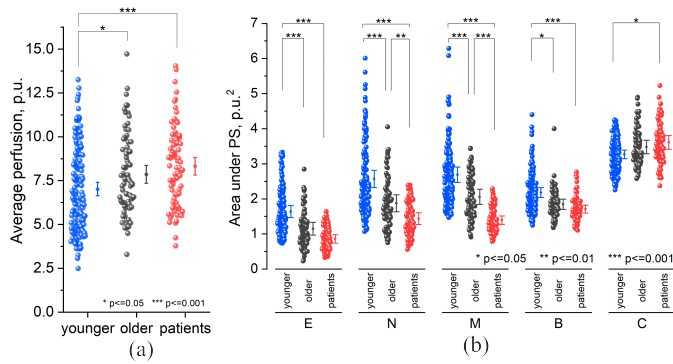 ***
*
Average perfusion, p.u.
15.0
12.5
10.0
7.5
5.0
2.5
0.0
* p<=0.05 *** p<=0.001
younger older patients
(a)
Area under PS, p.u.²
7
6
5
4
3
2
1
0
*** *** *** *** *
*** *** ** *** *** *
younger older patients younger older patients younger older patients younger older patients younger older patients
* p<=0.05 ** p<=0.01 *** p<=0.001
E N M B C
(b)